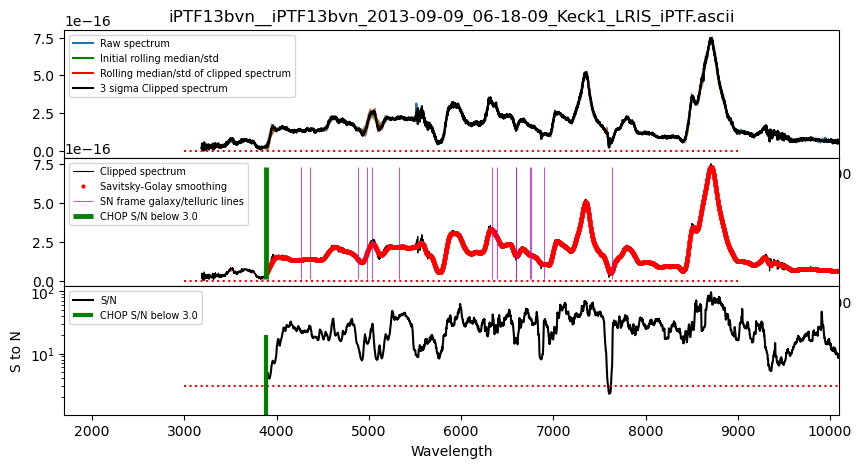 iPTF13bvn__iPTF13bvn_2013-09-09_06-18-09_Keck1_LRIS_iPTF.ascii
1e−16
7.5
5.0
2.5
0.0
Raw spectrum
Initial rolling median/std
Rolling median/std of clipped spectrum
3 sigma Clipped spectrum
1e−16
7.5
5.0
2.5
0.0
Clipped spectrum
Savitsky-Golay smoothing
SN frame galaxy/telluric lines
CHOP S/N below 3.0
00
S to N
10²
10¹
S/N
CHOP S/N below 3.0
00
2000 3000 4000 5000 6000 7000 8000 9000 10000
Wavelength